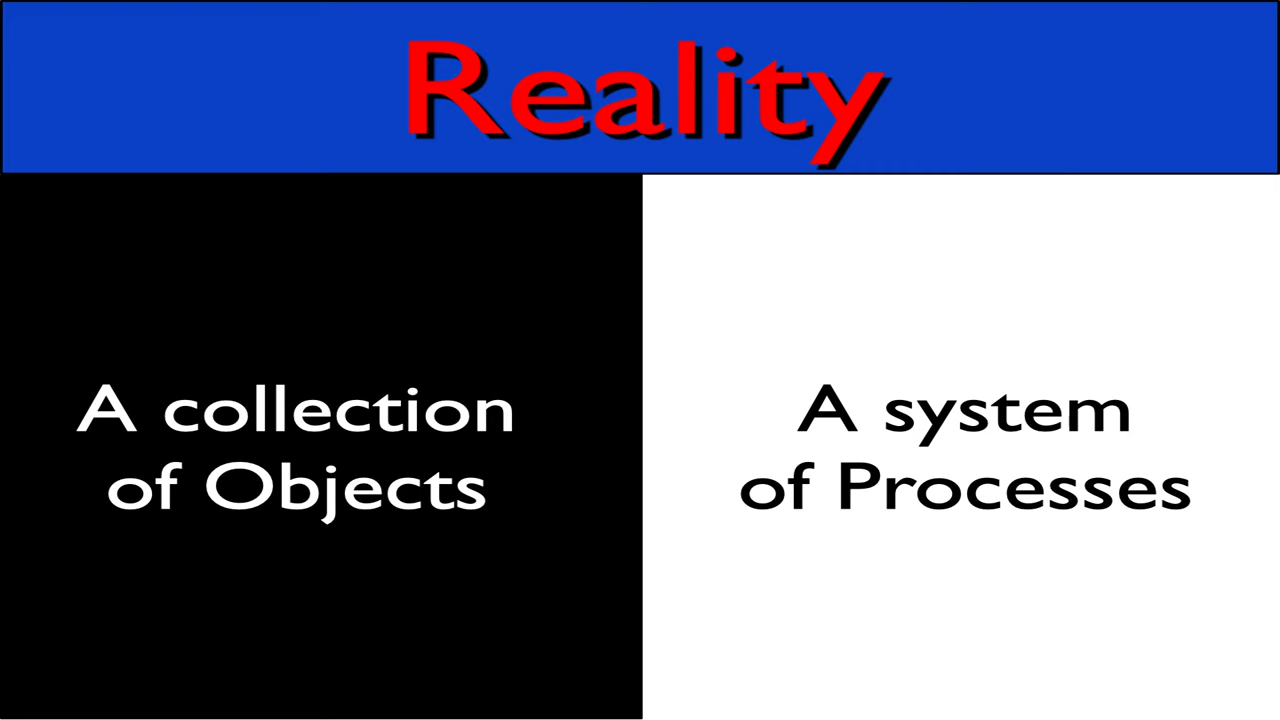 Reality
A collection
of Objects
A system
of Processes